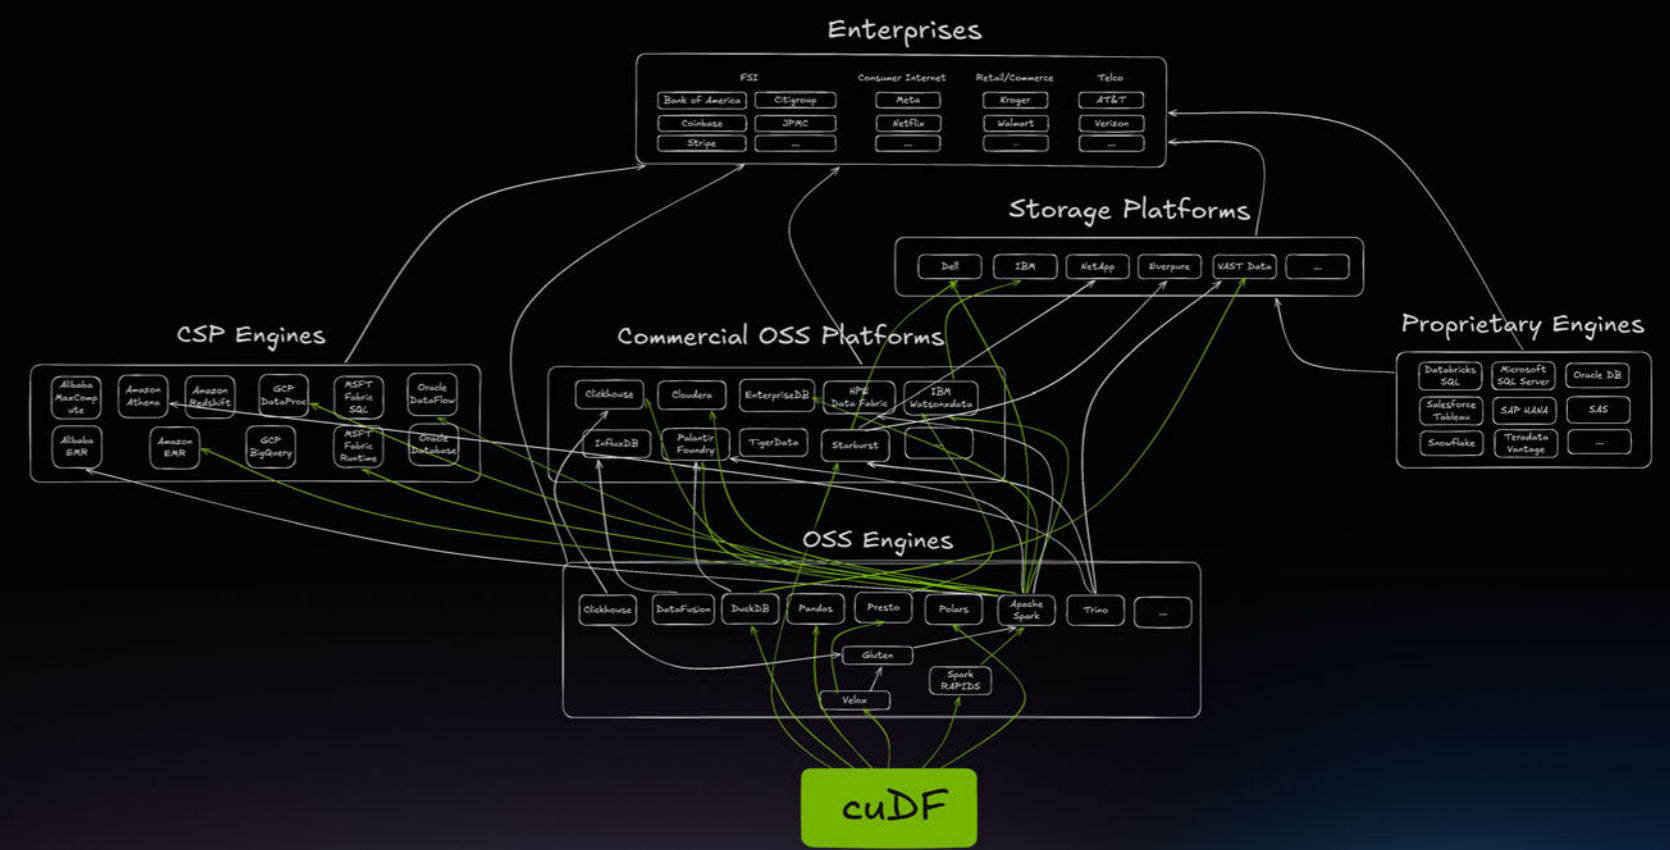 Enterprises
FSI
Consumer Internet
Retail/Commerce
Telco
Bank of America
Citigroup
Meta
Kroger
AT&T
Coinbase
JPMC
Netflix
Walmart
Verizon
Stripe
...
...
...
...
Storage Platforms
Dell
IBM
NetApp
Everpure
VAST Data
...
CSP Engines
Alibaba
MaxComp
ute
Amazon
Athena
Amazon
Redshift
GCP
DataProc
MSFT
Fabric
SQL
Oracle
DataFlow
Alibaba
EMR
Amazon
EMR
GCP
BigQuery
MSFT
Fabric
Runtime
Oracle
Database
Commercial OSS Platforms
Clickhouse
Cloudera
EnterpriseDB
HPE
Data Fabric
IBM
Watsonxdata
InfluxDB
Palantir
Foundry
TigerData
Starburst
...
Proprietary Engines
Databricks
SQL
Microsoft
SQL Server
Oracle DB
Salesforce
Tableau
SAP HANA
SAS
Snowflake
Teradata
Vantage
...
OSS Engines
Clickhouse
DataFusion
DuckDB
Pandas
Presto
Polars
Apache
Spark
Trino
...
Gluten
Spark
RAPIDS
Velox
cuDF